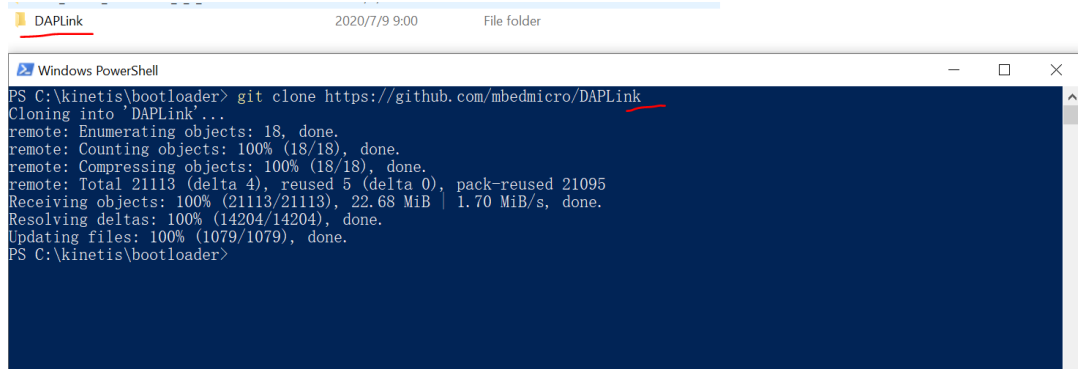 DAPLink 2020/7/9 9:00 File folder
Windows PowerShell
PS C:\kinetis\bootloader> git clone https://github.com/mbedmicro/DAPLink
Cloning into 'DAPLink'...
remote: Enumerating objects: 18, done.
remote: Counting objects: 100% (18/18), done.
remote: Compressing objects: 100% (18/18), done.
remote: Total 21113 (delta 4), reused 5 (delta 0), pack-reused 21095
Receiving objects: 100% (21113/21113), 22.68 MiB | 1.70 MiB/s, done.
Resolving deltas: 100% (14204/14204), done.
Updating files: 100% (1079/1079), done.
PS C:\kinetis\bootloader>